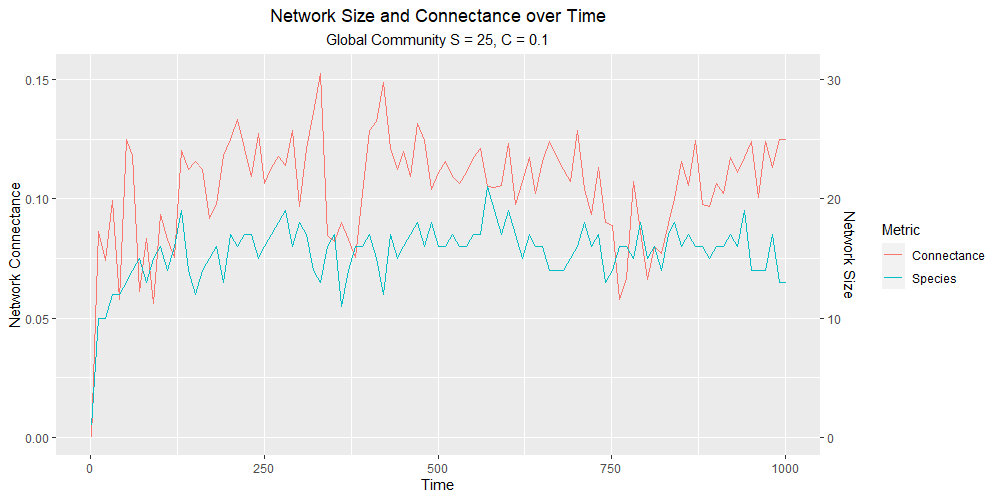 Network Size and Connectance over Time
Global Community S = 25, C = 0.1
Network Connectance
0.15
0.10
0.05
0.00
30
20
10
0
Network Size
0
250
500
750
1000
Time
Metric
Connectance
Species